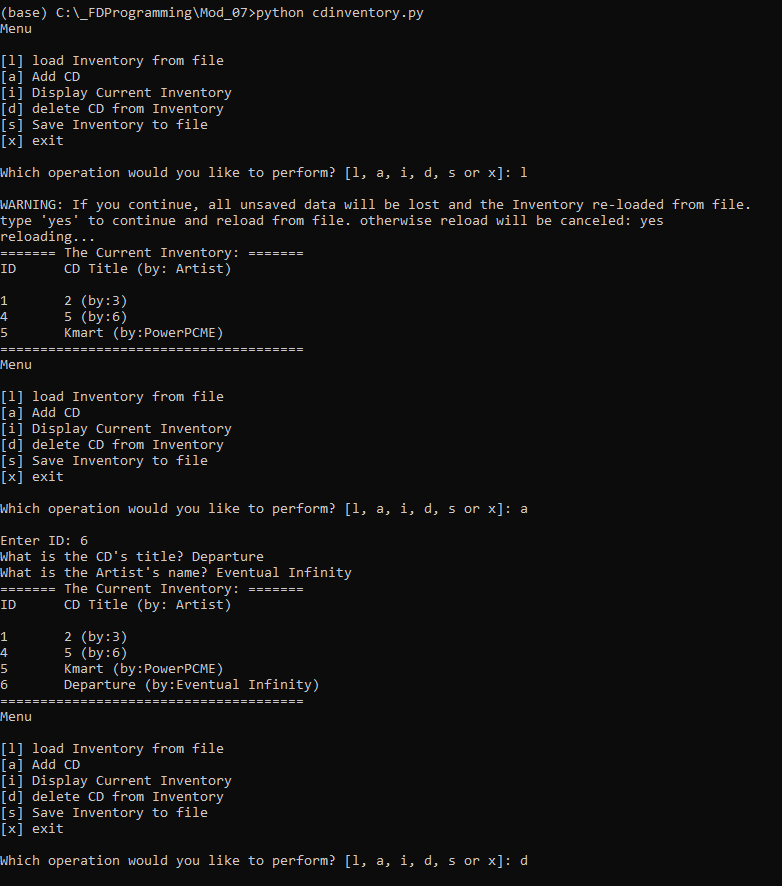 (base) C:\_FDProgramming\Mod_07>python cdinventory.py
Menu
[l] load Inventory from file
[a] Add CD
[i] Display Current Inventory
[d] delete CD from Inventory
[s] Save Inventory to file
[x] exit
Which operation would you like to perform? [l, a, i, d, s or x]: l
WARNING: If you continue, all unsaved data will be lost and the Inventory re-loaded from file.
type 'yes' to continue and reload from file. otherwise reload will be canceled: yes
reloading...
======= The Current Inventory: =======
ID      CD Title (by: Artist)
1       2 (by:3)
4       5 (by:6)
5       Kmart (by:PowerPCME)
======================================
Menu
[l] load Inventory from file
[a] Add CD
[i] Display Current Inventory
[d] delete CD from Inventory
[s] Save Inventory to file
[x] exit
Which operation would you like to perform? [l, a, i, d, s or x]: a
Enter ID: 6
What is the CD's title? Departure
What is the Artist's name? Eventual Infinity
======= The Current Inventory: =======
ID      CD Title (by: Artist)
1       2 (by:3)
4       5 (by:6)
5       Kmart (by:PowerPCME)
6       Departure (by:Eventual Infinity)
======================================
Menu
[l] load Inventory from file
[a] Add CD
[i] Display Current Inventory
[d] delete CD from Inventory
[s] Save Inventory to file
[x] exit
Which operation would you like to perform? [l, a, i, d, s or x]: d